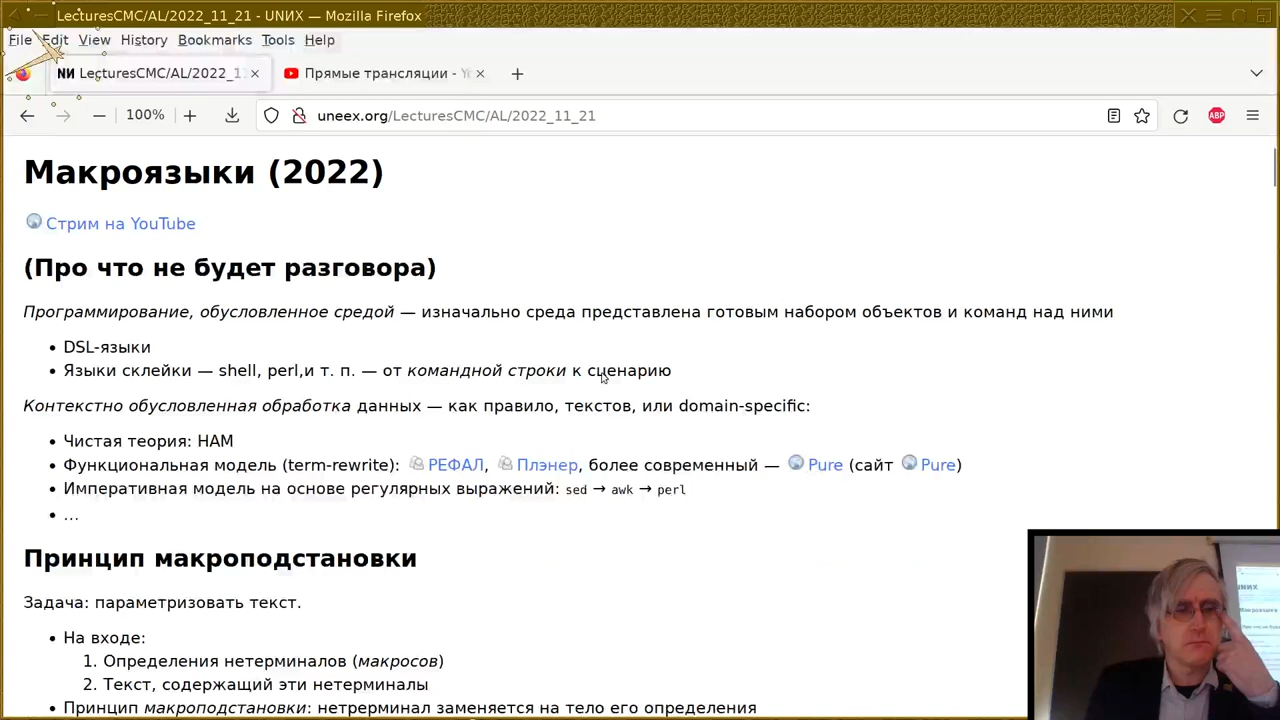 LecturesCMC/AL/2022_11_21 - UNИХ — Mozilla Firefox
File Edit View History Bookmarks Tools Help
NИ LecturesCMC/AL/2022_1
Прямые трансляции - Y
100%
uneex.org/LecturesCMC/AL/2022_11_21
ABP
Макроязыки (2022)
Стрим на YouTube
(Про что не будет разговора)
Программирование, обусловленное средой — изначально среда представлена готовым набором объектов и команд над ними
• DSL-языки
• Языки склейки — shell, perl,и т. п. — от командной строки к сценарию
Контекстно обусловленная обработка данных — как правило, текстов, или domain-specific:
• Чистая теория: НАМ
• Функциональная модель (term-rewrite): РЕФАЛ, Плэнер, более современный — Pure (сайт Pure)
• Императивная модель на основе регулярных выражений: sed → awk → perl
• …
Принцип макроподстановки
Задача: параметризовать текст.
• На входе:
1. Определения нетерминалов (макросов)
2. Текст, содержащий эти нетерминалы
• Принцип макроподстановки: нетрерминал заменяется на тело его определения